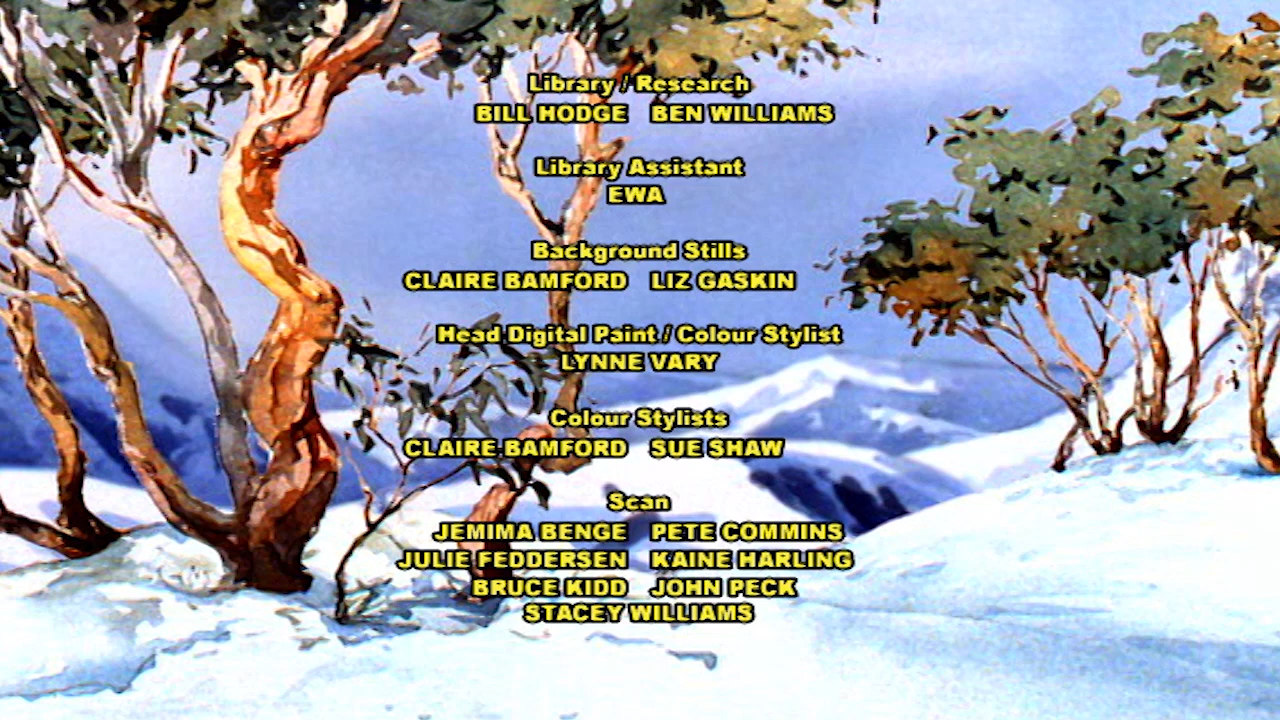 Library / Research
BILL HODGE BEN WILLIAMS
Library Assistant
EWA
Background Stills
CLAIRE BAMFORD LIZ GASKIN
Head Digital Paint / Colour Stylist
LYNNE VARY
Colour Stylists
CLAIRE BAMFORD SUE SHAW
Scan
JEMIMA BENGE PETE COMMINS
JULIE FEDDERSEN KAINE HARLING
BRUCE KIDD JOHN PECK
STACEY WILLIAMS